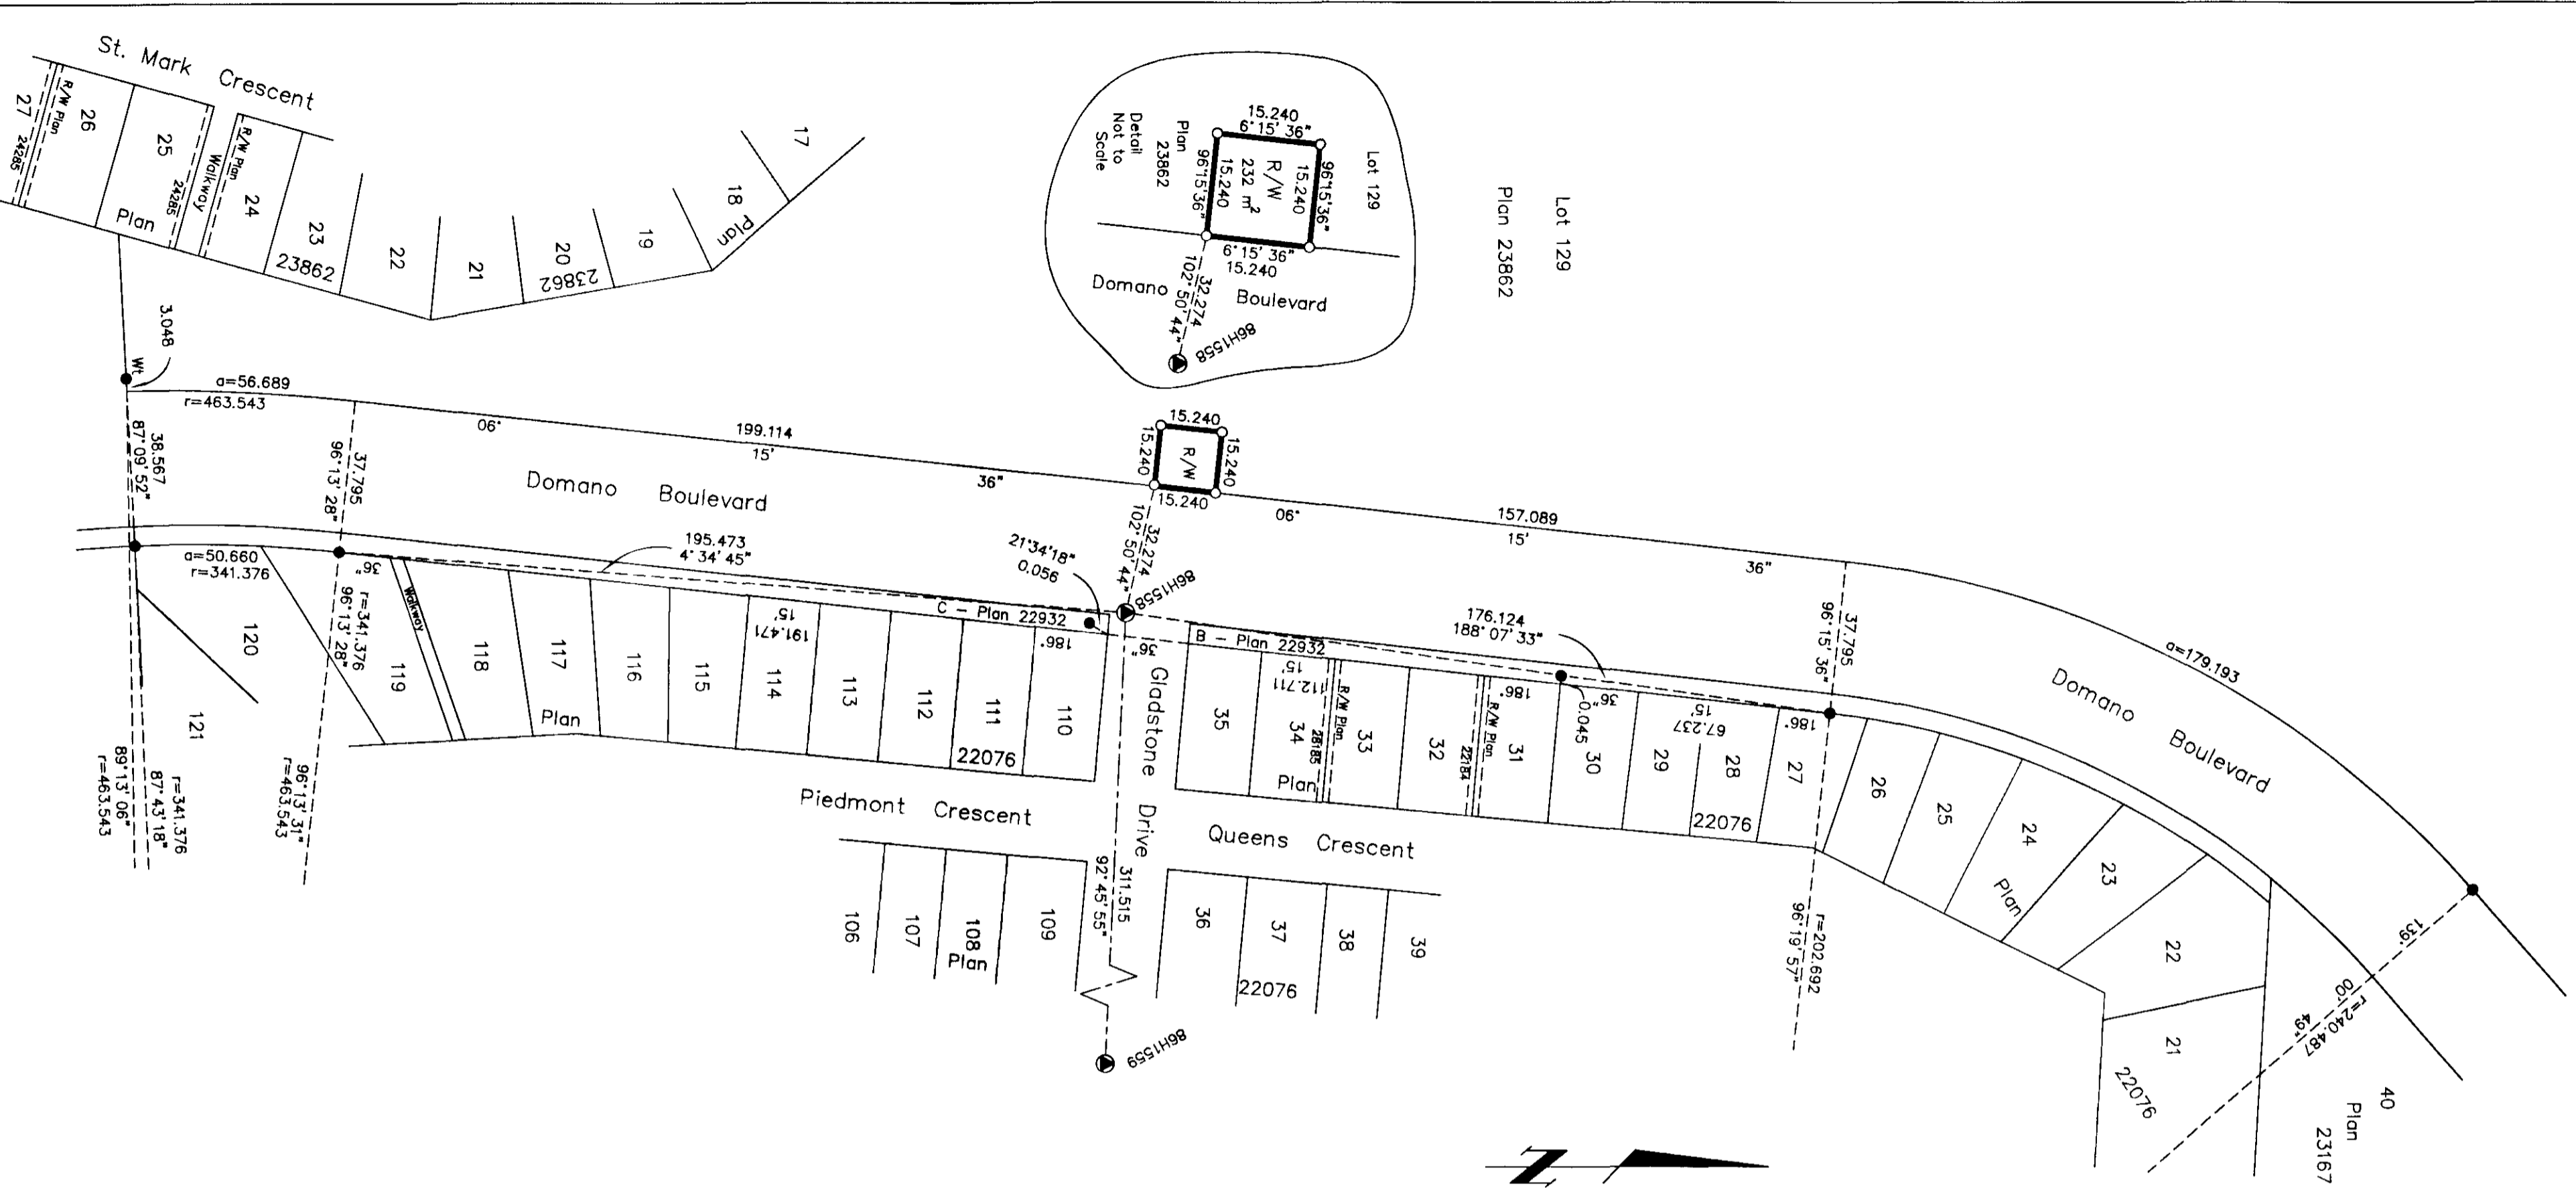 St. Mark Crescent
27
R/W Plan
24285
26
25
Plan
24285
Walkway
R/W Plan
24
23
23862
22
21
20
23862
19
18
Plan
17
Detail
Not to
Scale
Plan
23862
15.240
6° 15' 36"
96°15'36"
15.240
R/W
232 m²
15.240
96°15'36"
Lot 129
6° 15' 36"
15.240
32.274
102° 50' 44"
Domano Boulevard
86H1558
Lot 129
Plan 23862
3.048
Wt
a=56.689
r=463.543
38.567
87° 09' 52"
37.795
96° 13' 28"
06°
199.114
15'
36"
Domano Boulevard
15.240
15.240
R/W
15.240
15.240
32.274
102° 50' 44"
86H1558
06°
157.089
15'
36"
37.795
96° 15' 36"
a=179.193
Domano Boulevard
a=50.660
r=341.376
36"
r=341.376
96° 13' 28"
195.473
4° 34' 45"
21°34'18"
0.056
C - Plan 22932
191.471
15'
186°
36"
B - Plan 22932
176.124
188° 07' 33"
112.711
15'
186°
36"
0.045
67.237
15'
186°
120
121
119
Walkway
118
117
Plan
116
115
114
113
112
111
110
22076
Gladstone Drive
35
34
Plan
28185
R/W Plan
33
32
22184
R/W Plan
31
30
29
28
22076
27
26
25
24
Plan
23
22
21
22076
89° 13' 06"
r=463.543
r=341.376
87° 43' 18"
96° 13' 31"
r=463.543
Piedmont Crescent
Queens Crescent
106
107
108
Plan
109
311.515
92° 45' 55"
36
37
22076
38
39
86H1559
r=202.692
96° 19' 57"
139°
00'
49"
r=240.487
40
Plan
23167
N